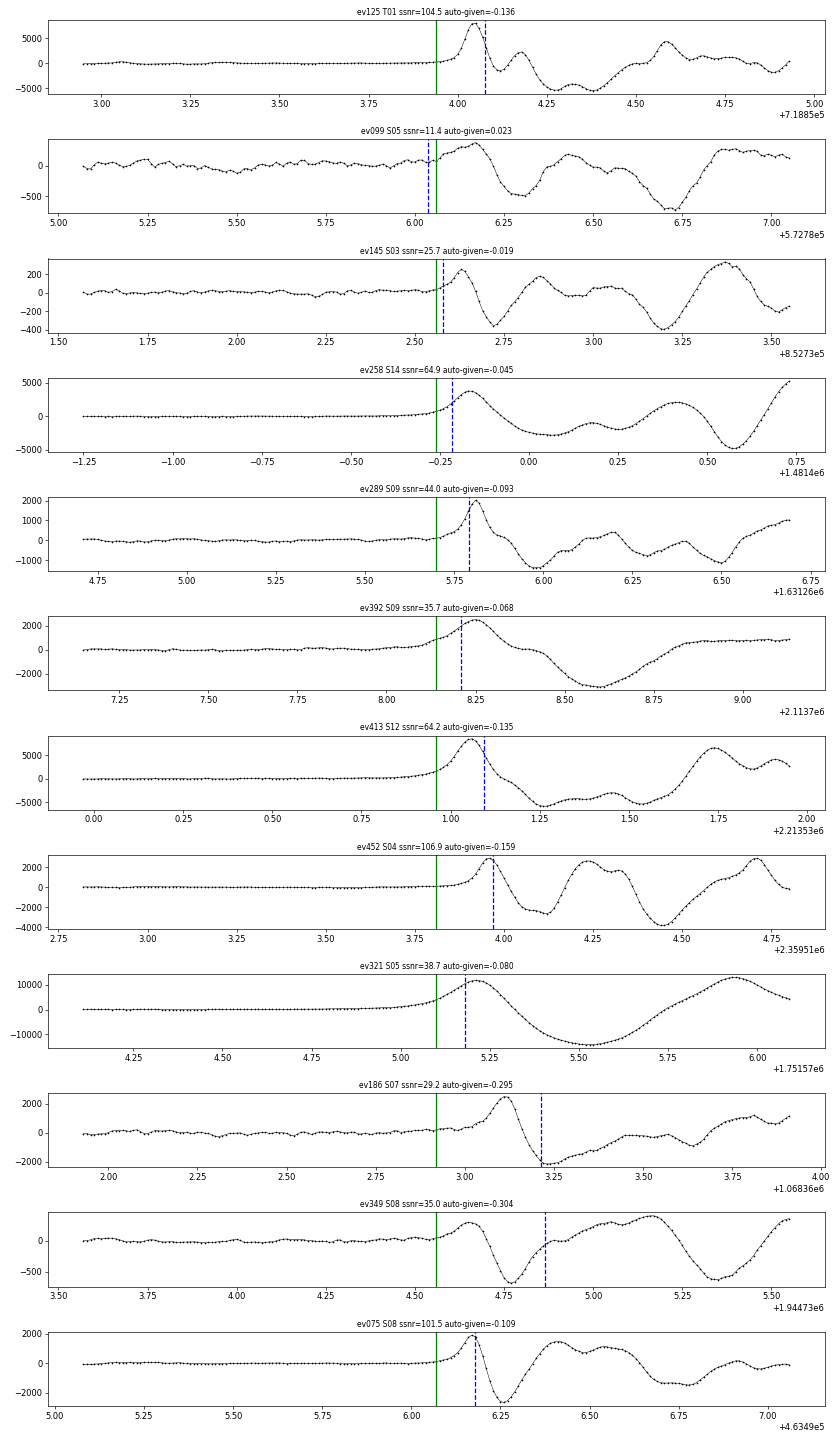 ev125 T01 ssnr=104.5 auto-given=-0.136
5000
0
−5000
3.00 3.25 3.50 3.75 4.00 4.25 4.50 4.75 5.00
+7.1885e5
ev099 S05 ssnr=11.4 auto-given=0.023
0
−500
5.00 5.25 5.50 5.75 6.00 6.25 6.50 6.75 7.00
+5.7278e5
ev145 S03 ssnr=25.7 auto-given=-0.019
200
0
−200
−400
1.50 1.75 2.00 2.25 2.50 2.75 3.00 3.25 3.50
+8.5273e5
ev258 S14 ssnr=64.9 auto-given=-0.045
5000
0
−5000
−1.25 −1.00 −0.75 −0.50 −0.25 0.00 0.25 0.50 0.75
+1.4814e6
ev289 S09 ssnr=44.0 auto-given=-0.093
2000
1000
0
−1000
4.75 5.00 5.25 5.50 5.75 6.00 6.25 6.50 6.75
+1.63126e6
ev392 S09 ssnr=35.7 auto-given=-0.068
2000
0
−2000
7.25 7.50 7.75 8.00 8.25 8.50 8.75 9.00
+2.1137e6
ev413 S12 ssnr=64.2 auto-given=-0.135
5000
0
−5000
0.00 0.25 0.50 0.75 1.00 1.25 1.50 1.75 2.00
+2.21353e6
ev452 S04 ssnr=106.9 auto-given=-0.159
2000
0
−2000
−4000
2.75 3.00 3.25 3.50 3.75 4.00 4.25 4.50 4.75
+2.35951e6
ev321 S05 ssnr=38.7 auto-given=-0.080
10000
0
−10000
4.25 4.50 4.75 5.00 5.25 5.50 5.75 6.00
+1.75157e6
ev186 S07 ssnr=29.2 auto-given=-0.295
2000
0
−2000
2.00 2.25 2.50 2.75 3.00 3.25 3.50 3.75 4.00
+1.06836e6
ev349 S08 ssnr=35.0 auto-given=-0.304
0
−500
3.50 3.75 4.00 4.25 4.50 4.75 5.00 5.25 5.50
+1.94473e6
ev075 S08 ssnr=101.5 auto-given=-0.109
2000
0
−2000
5.00 5.25 5.50 5.75 6.00 6.25 6.50 6.75 7.00
+4.6349e5